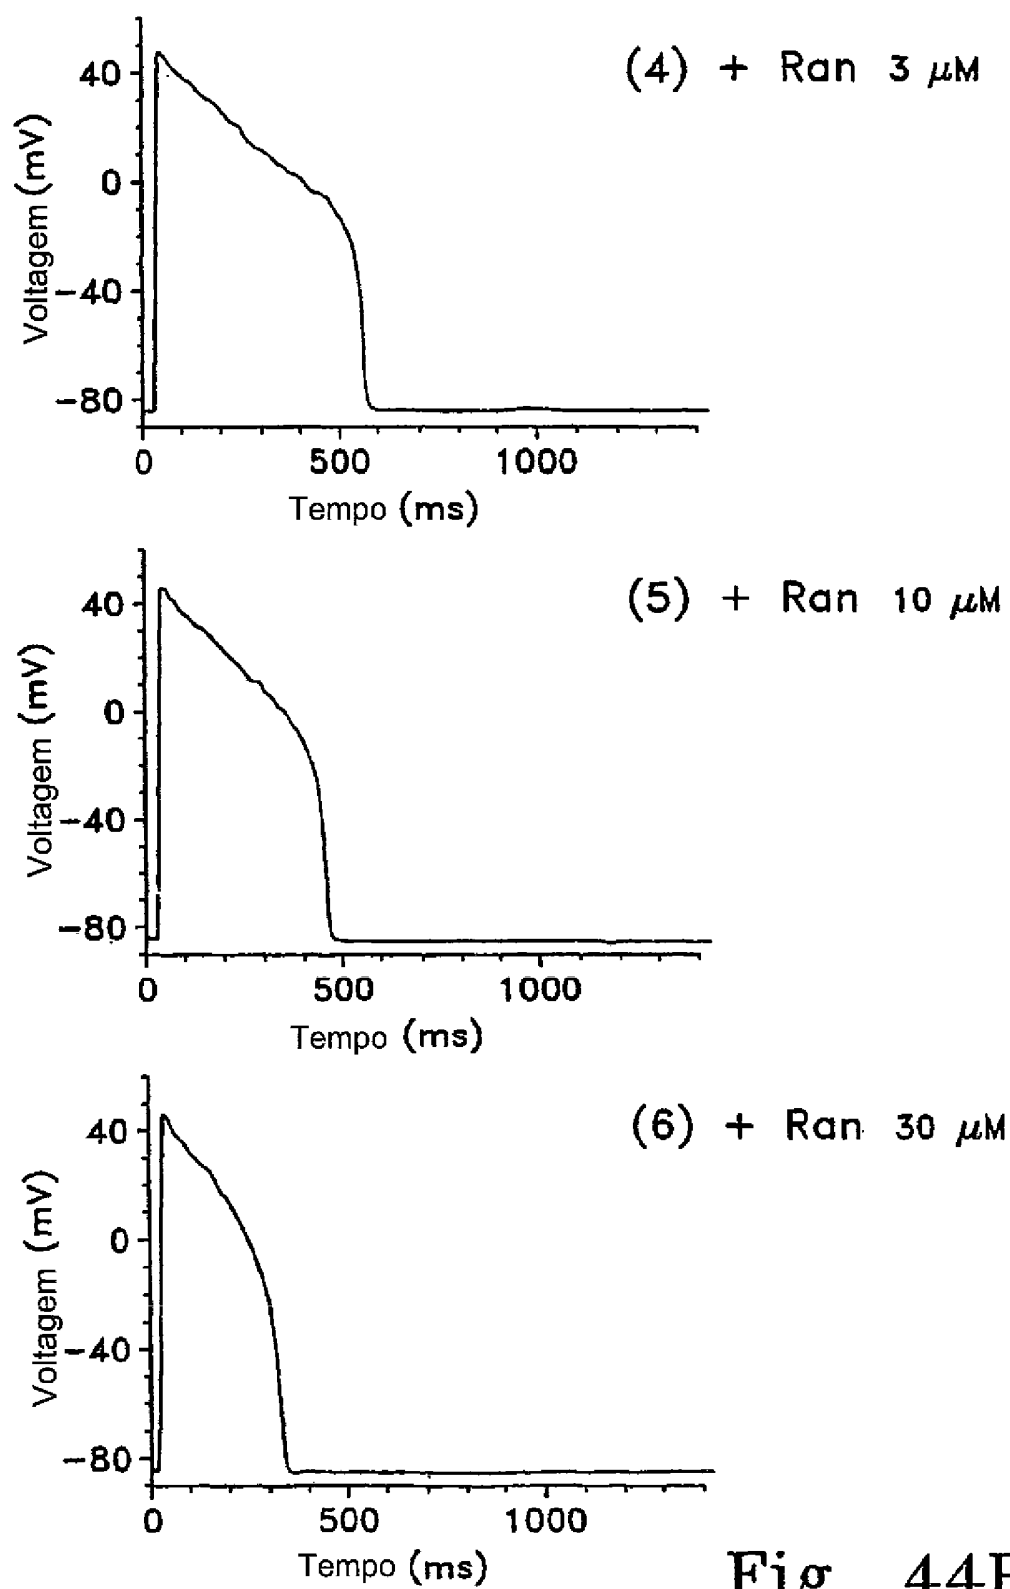 (4) + Ran 3 μM
40
0
-40
-80
Voltagem (mV)
0 500 1000
Tempo (ms)
(5) + Ran 10 μM
40
0
-40
-80
Voltagem (mV)
0 500 1000
Tempo (ms)
(6) + Ran 30 μM
40
0
-40
-80
Voltagem (mV)
0 500 1000
Tempo (ms)
Fig. 44